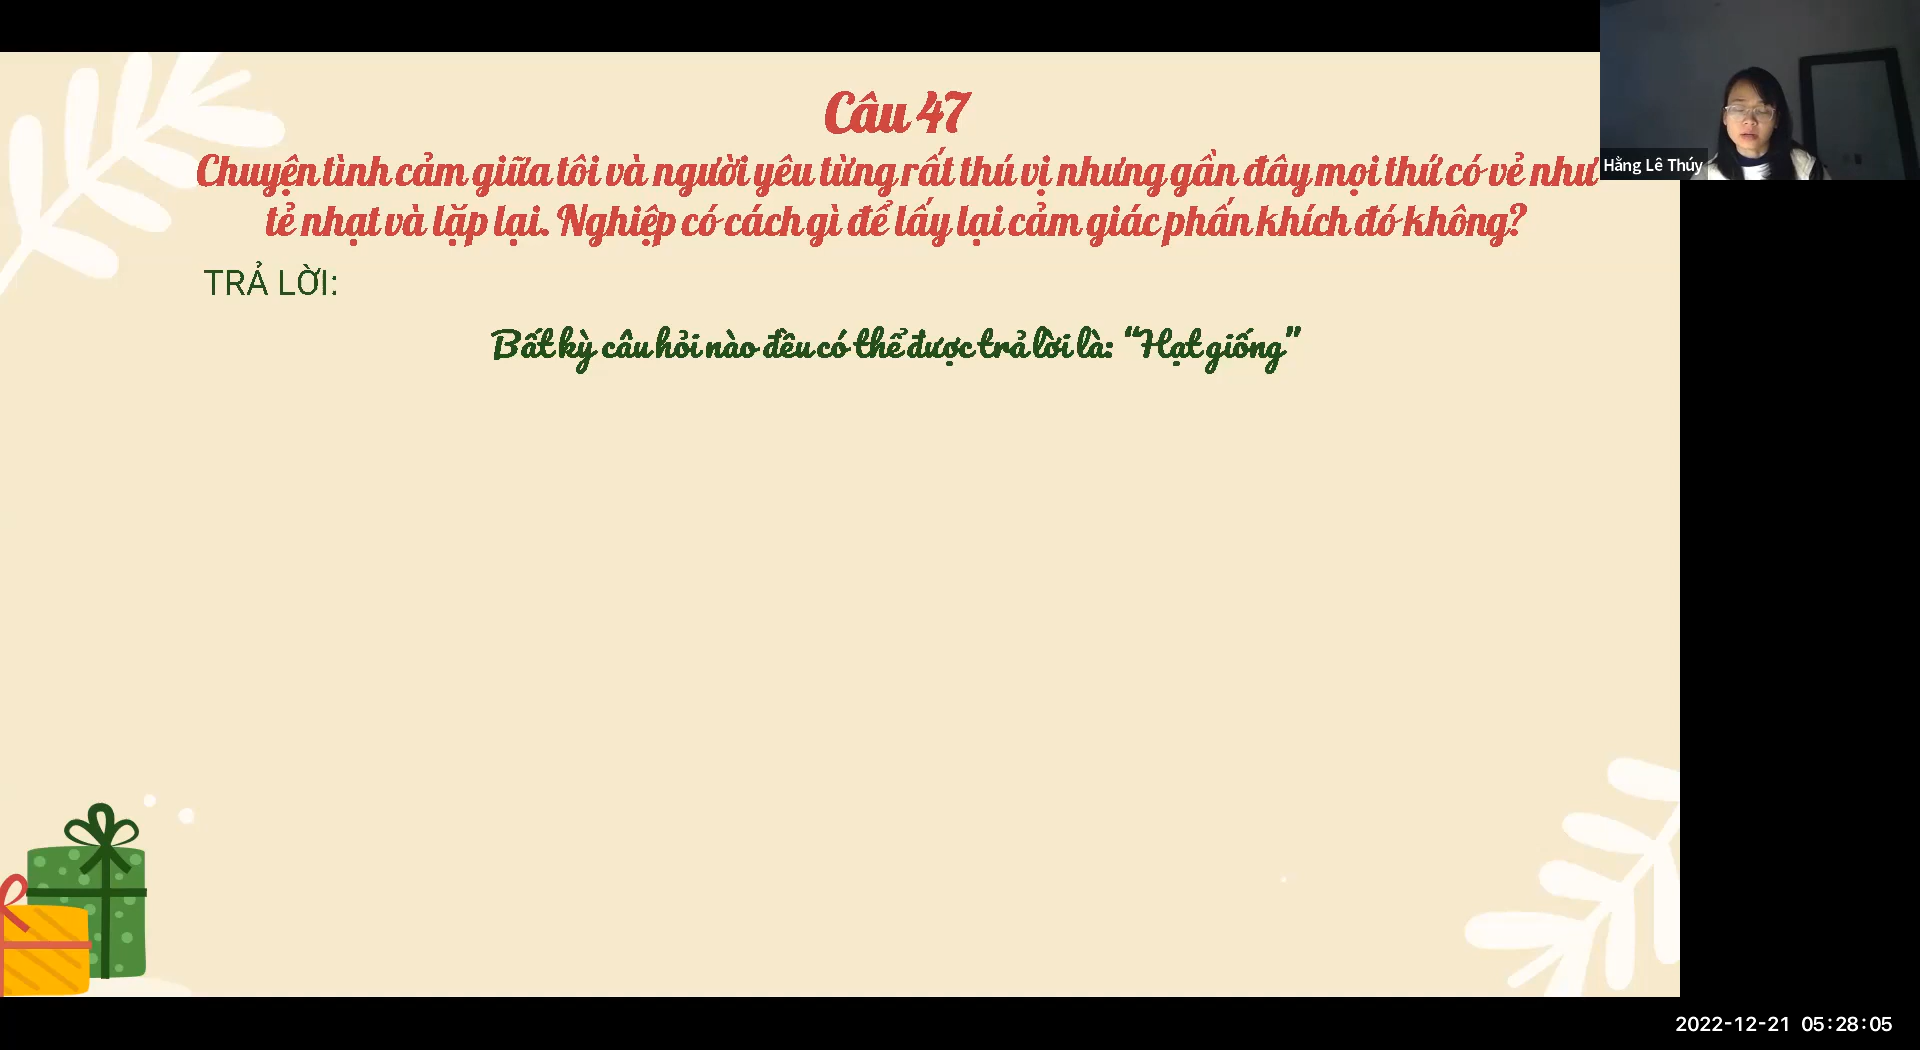 Câu 47
Chuyện tình cảm giữa tôi và người yêu từng rất thú vị nhưng gần đây mọi thứ có vẻ như
tẻ nhạt và lặp lại. Nghiệp có cách gì để lấy lại cảm giác phấn khích đó không?
TRẢ LỜI:
Bất kỳ câu hỏi nào đều có thể được trả lời là: “Hạt giống”
Hằng Lê Thúy
2022-12-21 05:28:05